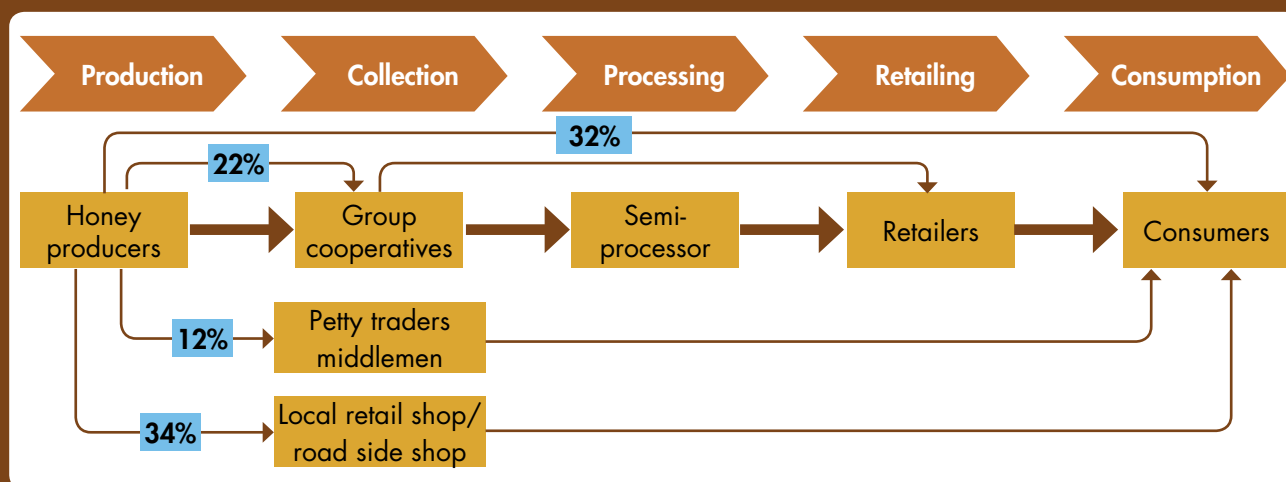 Production
Collection
Processing
Retailing
Consumption
32%
22%
Honey
producers
Group
cooperatives
Semi-
processor
Retailers
Consumers
12%
Petty traders
middlemen
34%
Local retail shop/
road side shop